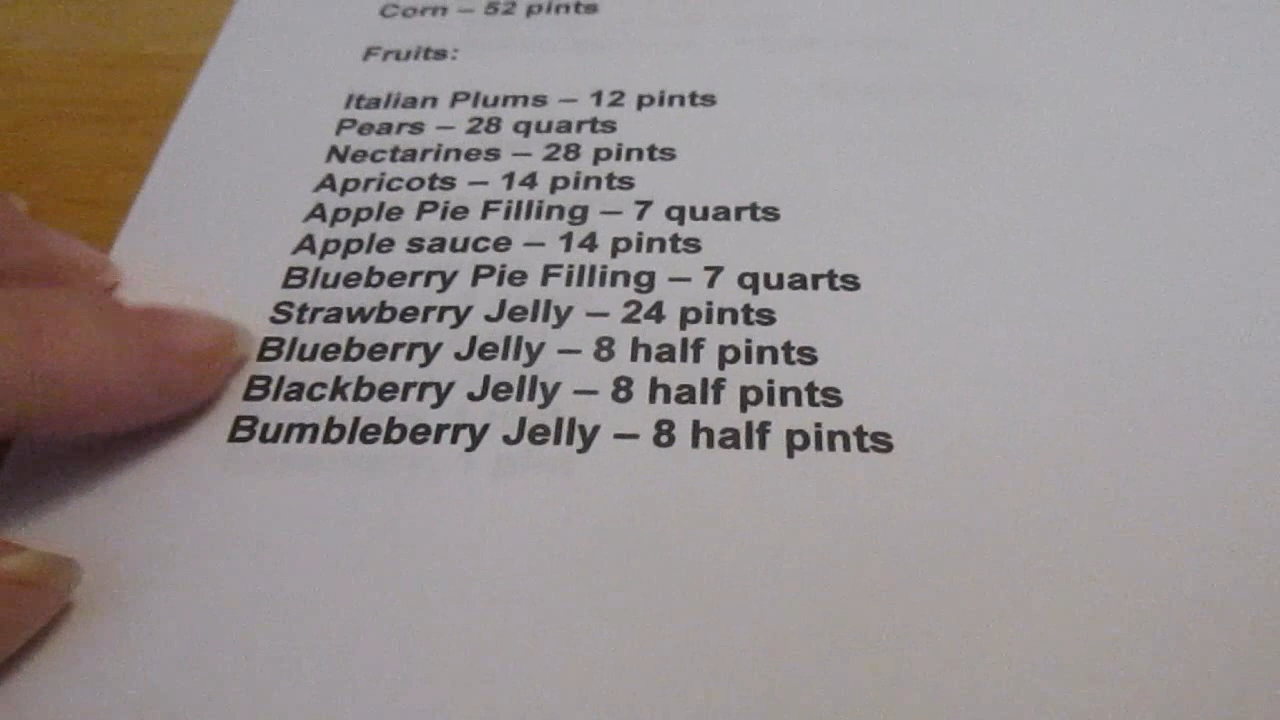 Corn – 52 pints
Fruits:
Italian Plums – 12 pints
Pears – 28 quarts
Nectarines – 28 pints
Apricots – 14 pints
Apple Pie Filling – 7 quarts
Apple sauce – 14 pints
Blueberry Pie Filling – 7 quarts
Strawberry Jelly – 24 pints
Blueberry Jelly – 8 half pints
Blackberry Jelly – 8 half pints
Bumbleberry Jelly – 8 half pints